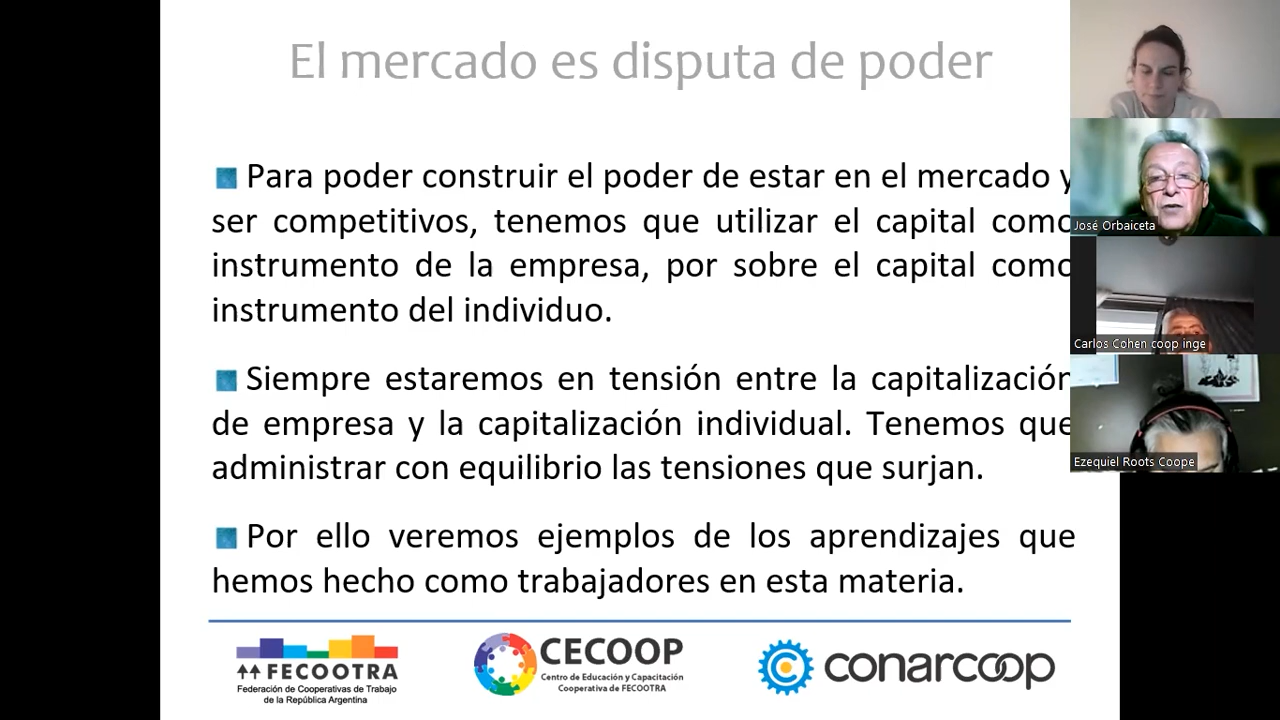 El mercado es disputa de poder
Para poder construir el poder de estar en el mercado y
ser competitivos, tenemos que utilizar el capital como
instrumento de la empresa, por sobre el capital como
instrumento del individuo.
Siempre estaremos en tensión entre la capitalización
de empresa y la capitalización individual. Tenemos que
administrar con equilibrio las tensiones que surjan.
Por ello veremos ejemplos de los aprendizajes que
hemos hecho como trabajadores en esta materia.
FECOOTRA
Federación de Cooperativas de Trabajo
de la República Argentina
CECOOP
Centro de Educación y Capacitación
Cooperativa de FECOOTRA
conarcoop
José Orbaiceta
Carlos Cohen coop inge
Ezequiel Roots Coope